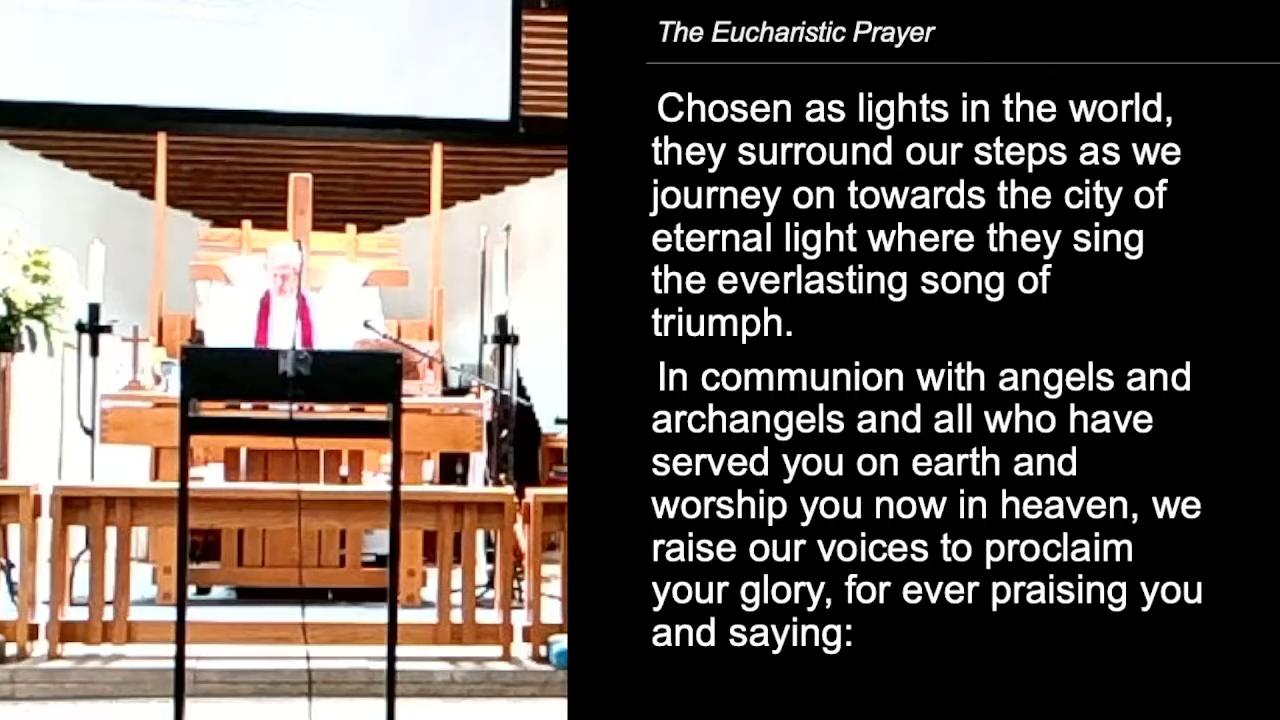 The Eucharistic Prayer
Chosen as lights in the world,
they surround our steps as we
journey on towards the city of
eternal light where they sing
the everlasting song of
triumph.
In communion with angels and
archangels and all who have
served you on earth and
worship you now in heaven, we
raise our voices to proclaim
your glory, for ever praising you
and saying: